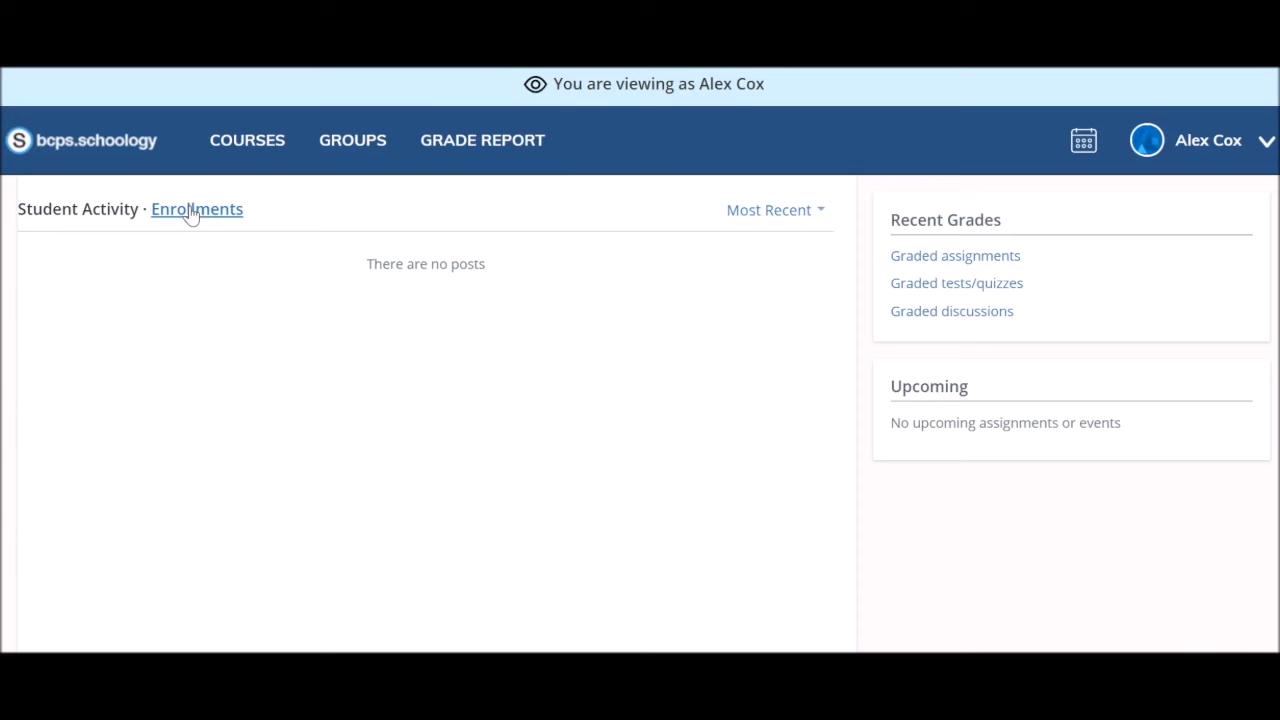 You are viewing as Alex Cox
S bcps.schoology COURSES GROUPS GRADE REPORT Alex Cox
Student Activity · Enrollments Most Recent
There are no posts
Recent Grades
Graded assignments
Graded tests/quizzes
Graded discussions
Upcoming
No upcoming assignments or events